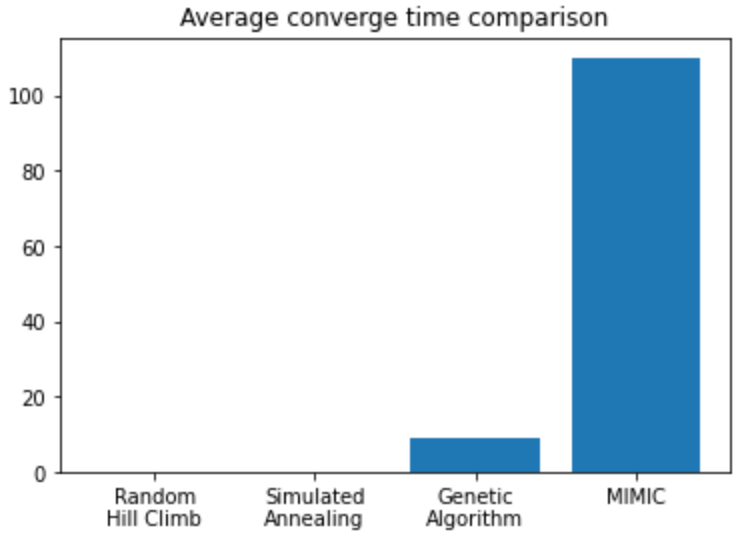 Average converge time comparison
100
80
60
40
20
0
Random
Hill Climb
Simulated
Annealing
Genetic
Algorithm
MIMIC